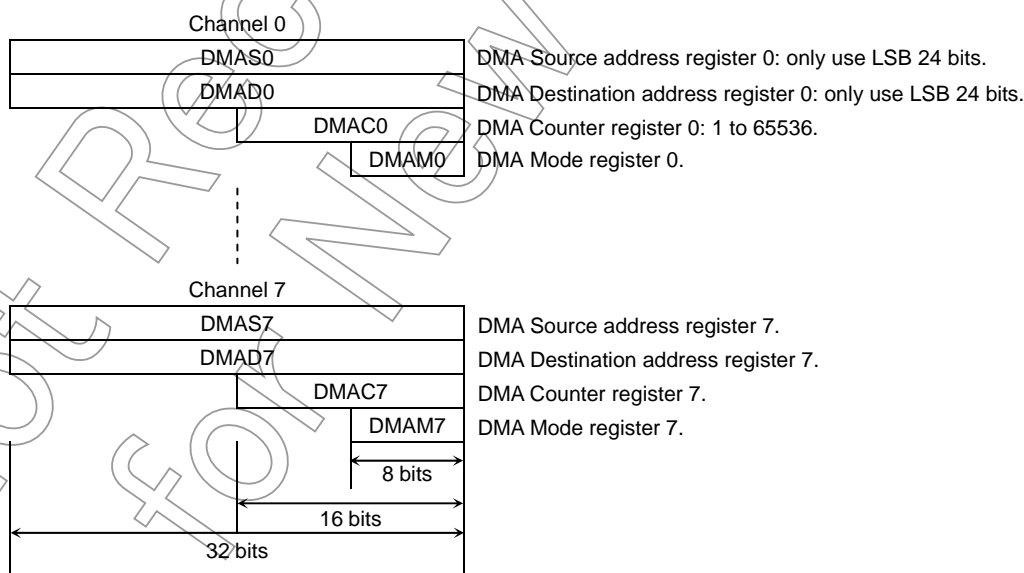 Channel 0
DMAS0 DMA Source address register 0: only use LSB 24 bits.
DMAD0 DMA Destination address register 0: only use LSB 24 bits.
DMAC0 DMA Counter register 0: 1 to 65536.
DMAM0 DMA Mode register 0.
Channel 7
DMAS7 DMA Source address register 7.
DMAD7 DMA Destination address register 7.
DMAC7 DMA Counter register 7.
DMAM7 DMA Mode register 7.
8 bits
16 bits
32 bits
for New